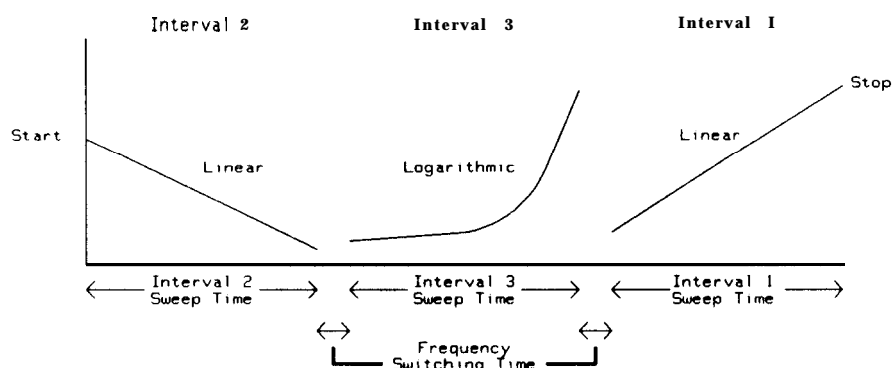 Interval 2 Interval 3 Interval I
Stop
Start
Linear Logarithmic Linear
Interval 2 Interval 3 Interval 1
Sweep Time Sweep Time Sweep Time
Frequency
Switching Time